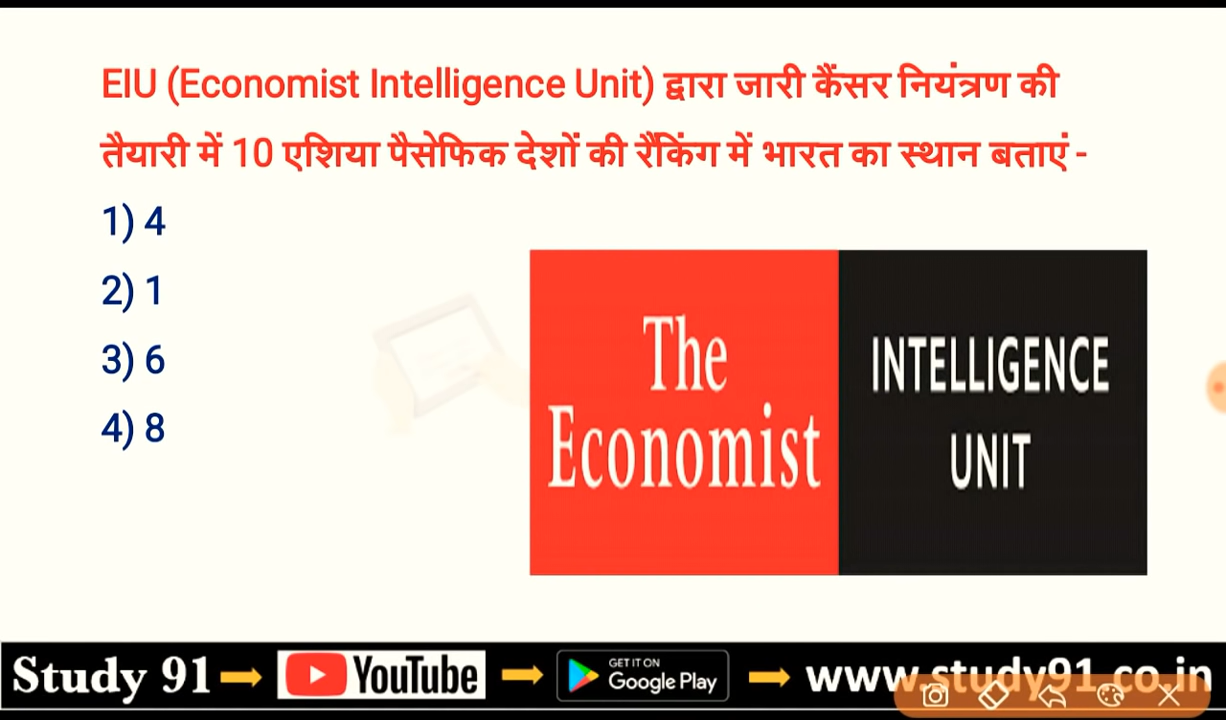 EIU (Economist Intelligence Unit) द्वारा जारी कैंसर नियंत्रण की
तैयारी में 10 एशिया पैसेफिक देशों की रैंकिंग में भारत का स्थान बताएं -
1) 4
2) 1
3) 6
4) 8
The
Economist
INTELLIGENCE
UNIT
Study 91
YouTube
GET IT ON
Google Play
www.study91.co.in